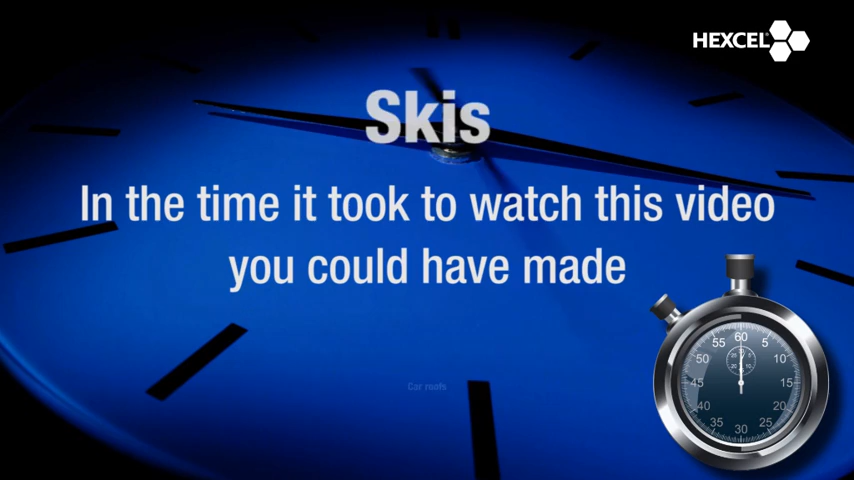 HEXCEL
Skis
In the time it took to watch this video
you could have made
Car roofs
60
55 5
50 10
45 15
40 20
35 25
30